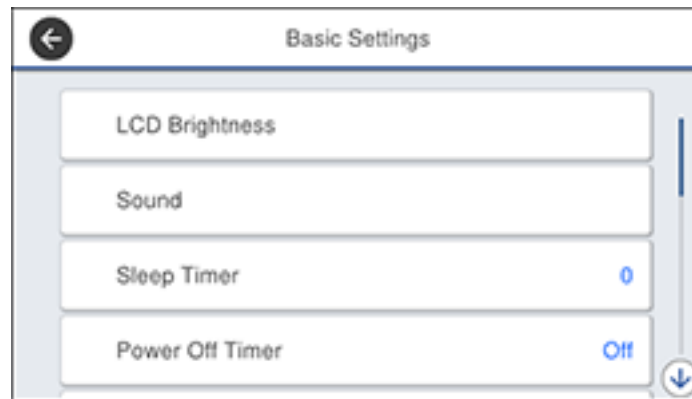 Basic Settings
LCD Brightness
Sound
Sleep Timer 0
Power Off Timer Off